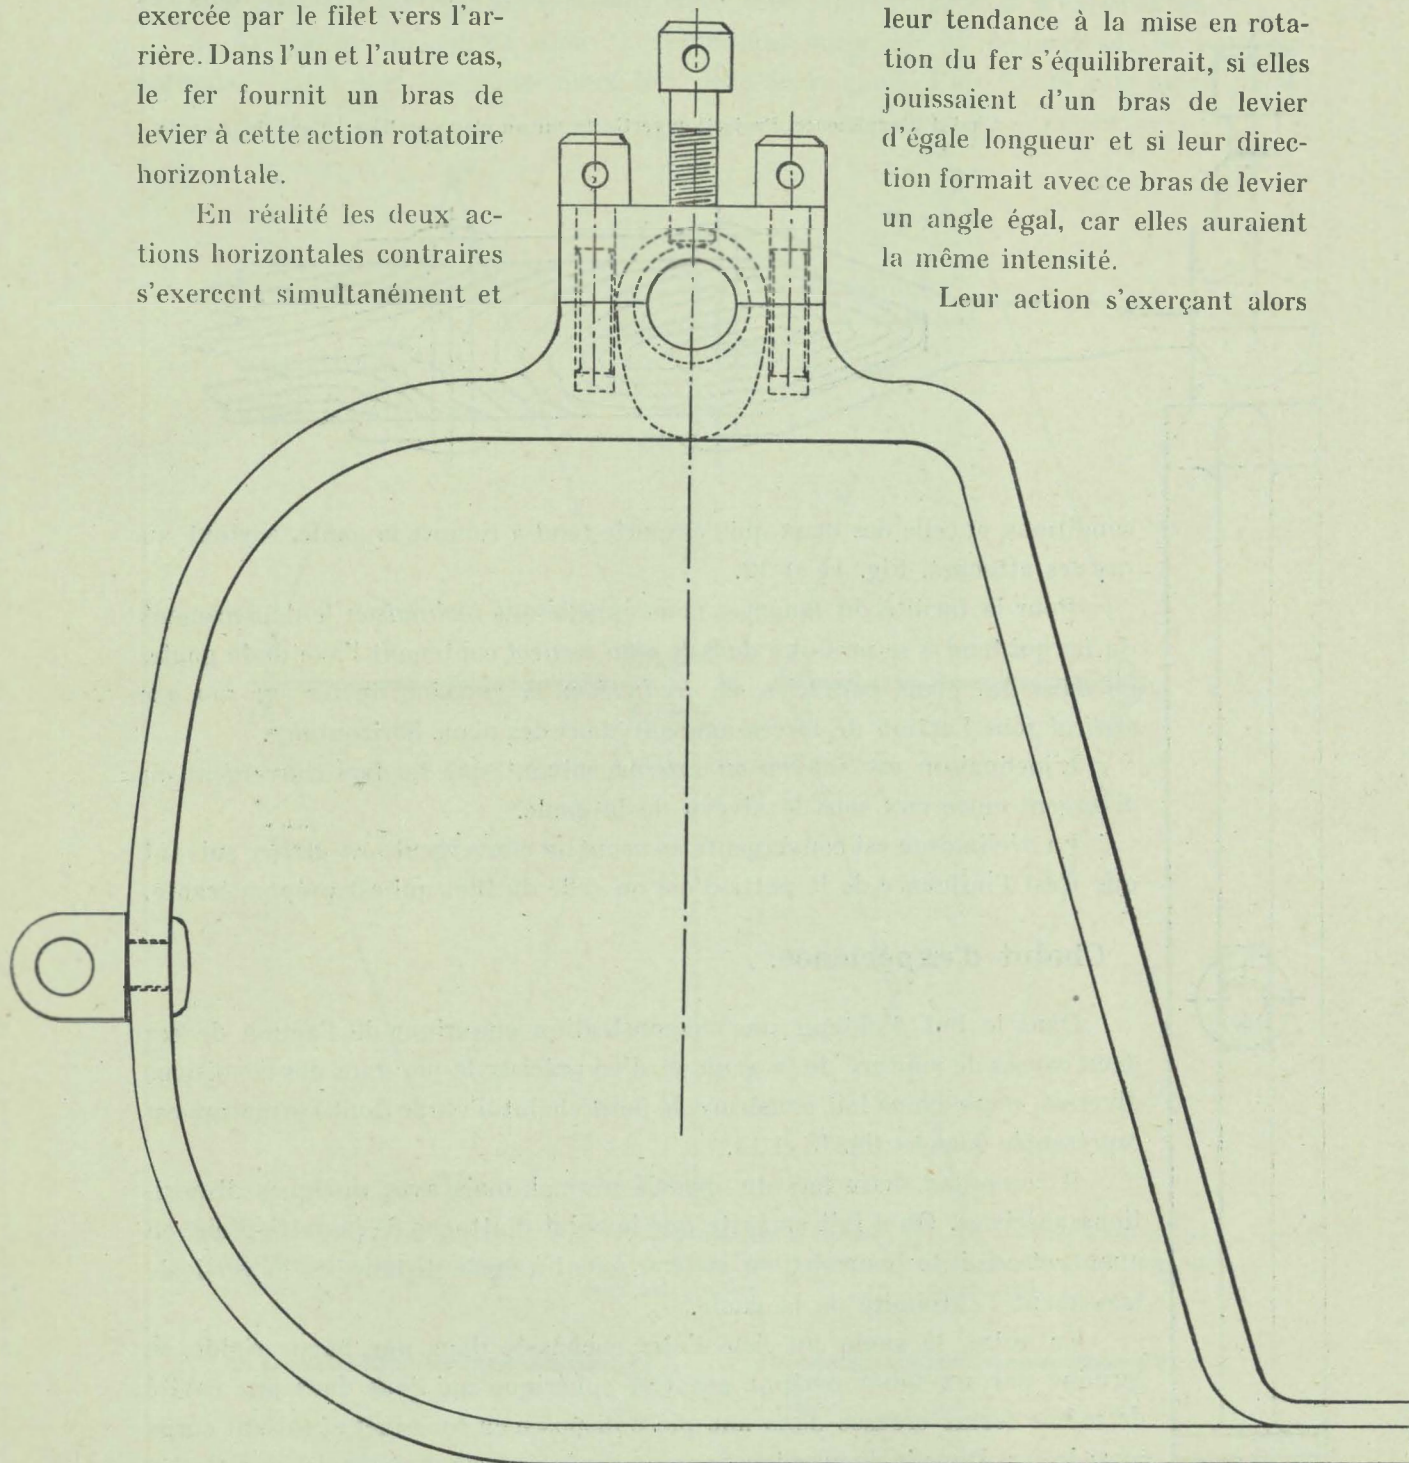 exercée par le filet vers l'ar-
rière. Dans l'un et l'autre cas,
le fer fournit un bras de
levier à cette action rotatoire
horizontale.
En réalité les deux ac-
tions horizontales contraires
s'exercent simultanément et
leur tendance à la mise en rota-
tion du fer s'équilibrerait, si elles
jouissaient d'un bras de levier
d'égale longueur et si leur direc-
tion formait avec ce bras de levier
un angle égal, car elles auraient
la même intensité.
Leur action s'exerçant alors